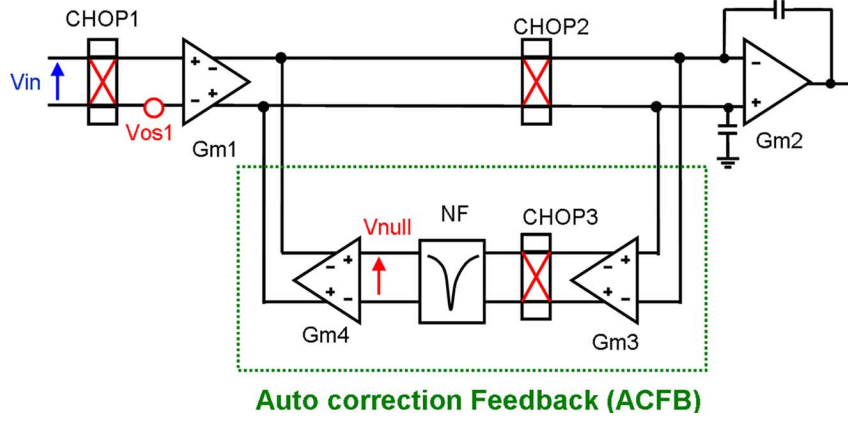 CHOP1
CHOP2
Vin
Vos1
Gm1
Gm2
Vnull
NF
CHOP3
Gm4
Gm3
Auto correction Feedback (ACFB)